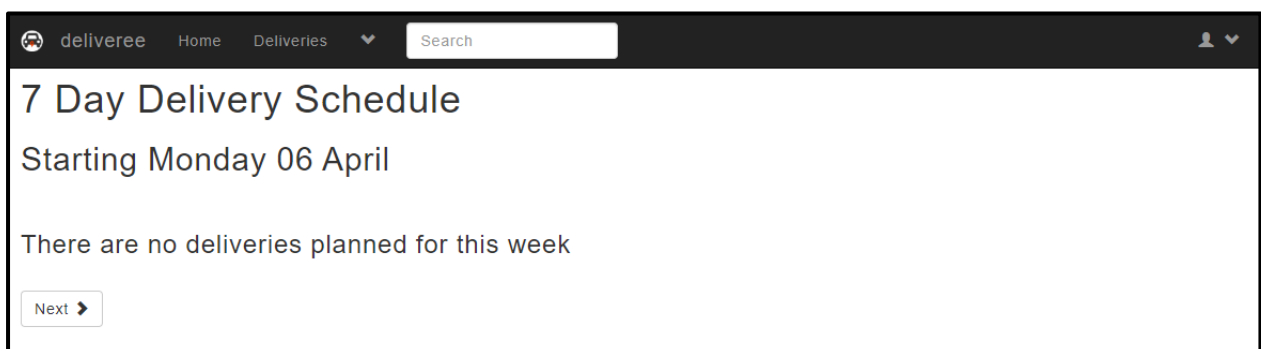 deliveree Home Deliveries Search
7 Day Delivery Schedule
Starting Monday 06 April
There are no deliveries planned for this week
Next